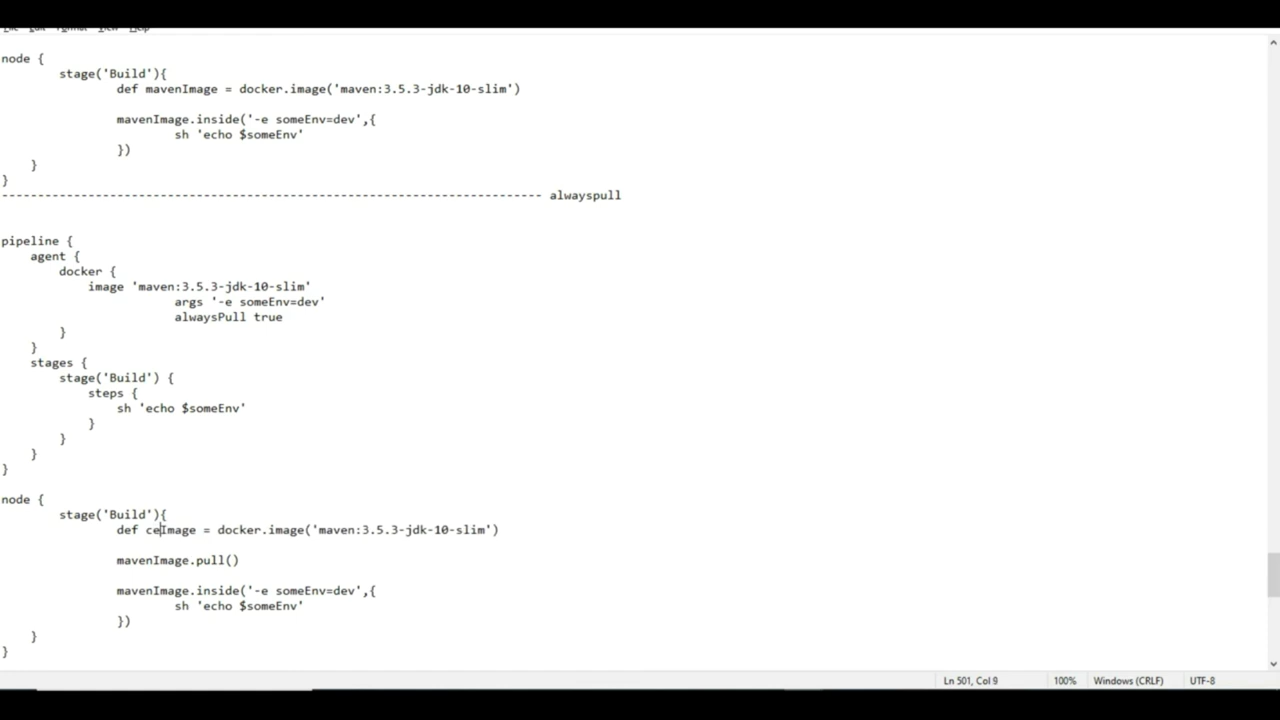 node {
stage('Build'){
def mavenImage = docker.image('maven:3.5.3-jdk-10-slim')
mavenImage.inside('-e someEnv=dev',{
sh 'echo $someEnv'
})
}
}
--------------------------------------------------------------------------- alwayspull
pipeline {
agent {
docker {
image 'maven:3.5.3-jdk-10-slim'
args '-e someEnv=dev'
alwaysPull true
}
}
stages {
stage('Build') {
steps {
sh 'echo $someEnv'
}
}
}
}
node {
stage('Build'){
def ceImage = docker.image('maven:3.5.3-jdk-10-slim')
mavenImage.pull()
mavenImage.inside('-e someEnv=dev',{
sh 'echo $someEnv'
})
}
}
Ln 501, Col 9 100% Windows (CRLF) UTF-8